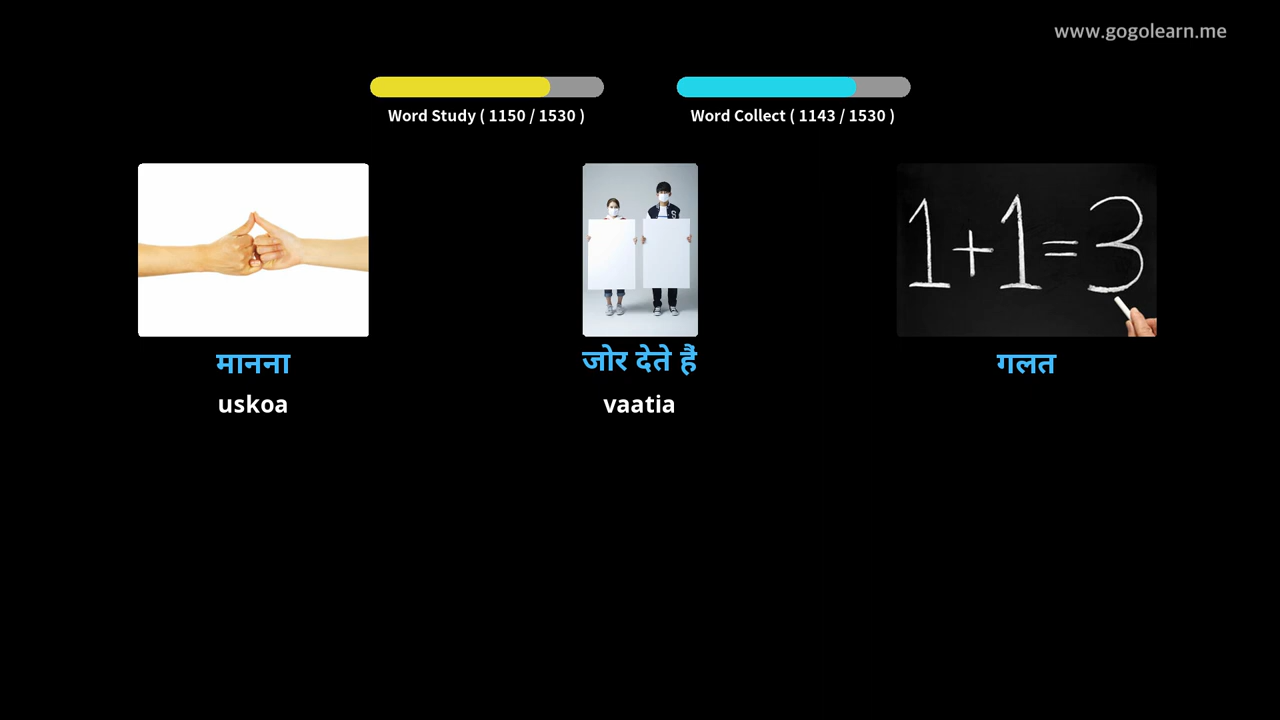 www.gogolearn.me
Word Study ( 1150 / 1530 )
Word Collect ( 1143 / 1530 )
S
1+1=3
मानना
जोर देते हैं
गलत
uskoa
vaatia